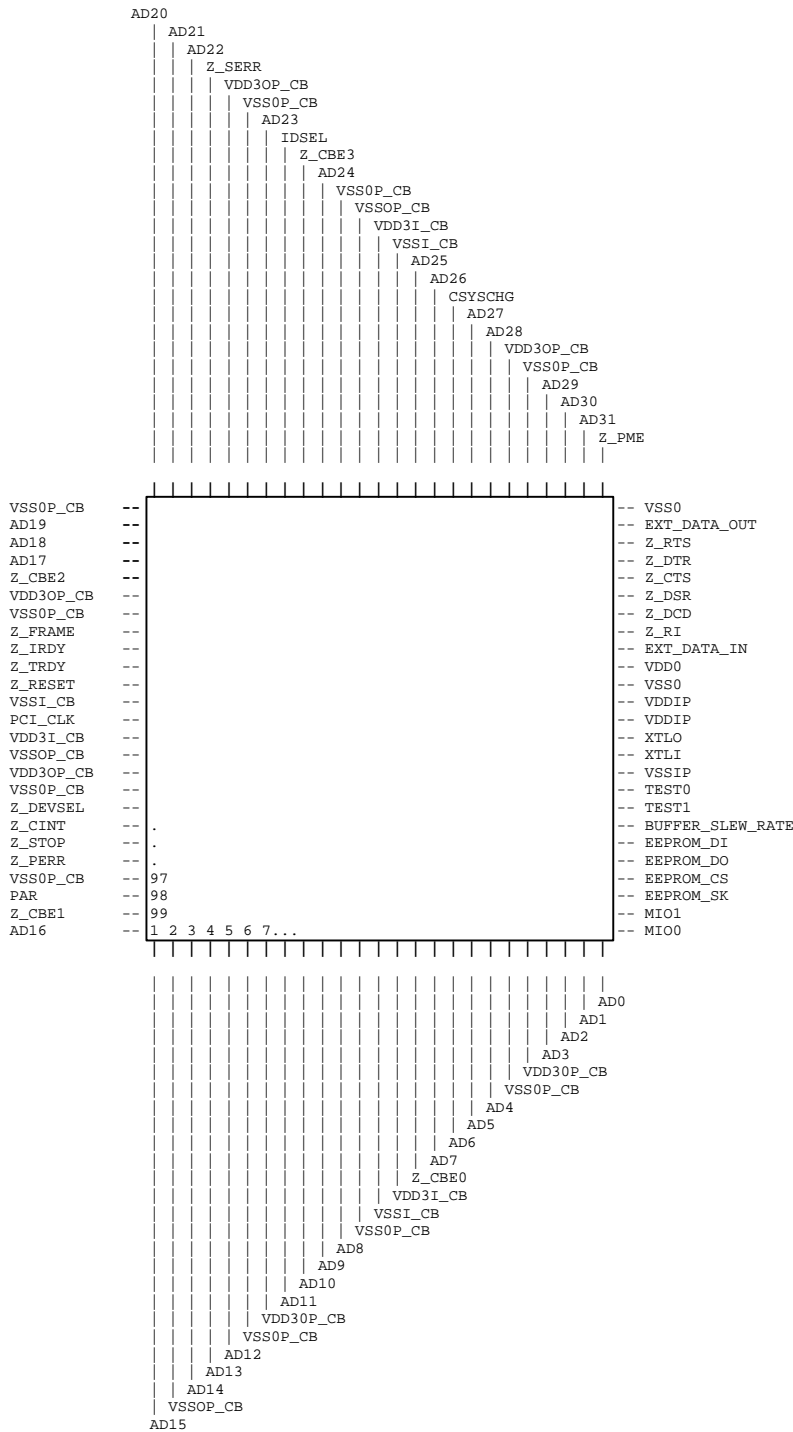 AD20
AD21
AD22
Z_SERR
VDD3OP_CB
VSS0P_CB
AD23
IDSEL
Z_CBE3
AD24
VSS0P_CB
VSSOP_CB
VDD3I_CB
VSSI_CB
AD25
AD26
CSYSCHG
AD27
AD28
VDD3OP_CB
VSS0P_CB
AD29
AD30
AD31
Z_PME
VSS0P_CB -- -- VSS0
AD19 -- -- EXT_DATA_OUT
AD18 -- -- Z_RTS
AD17 -- -- Z_DTR
Z_CBE2 -- -- Z_CTS
VDD3OP_CB -- -- Z_DSR
VSS0P_CB -- -- Z_DCD
Z_FRAME -- -- Z_RI
Z_IRDY -- -- EXT_DATA_IN
Z_TRDY -- -- VDD0
Z_RESET -- -- VSS0
VSSI_CB -- -- VDDIP
PCI_CLK -- -- VDDIP
VDD3I_CB -- -- XTLO
VSSOP_CB -- -- XTLI
VDD3OP_CB -- -- VSSIP
VSS0P_CB -- -- TEST0
Z_DEVSEL -- -- TEST1
Z_CINT -- . -- BUFFER_SLEW_RATE
Z_STOP -- . -- EEPROM_DI
Z_PERR -- . -- EEPROM_DO
VSS0P_CB -- 97 -- EEPROM_CS
PAR -- 98 -- EEPROM_SK
Z_CBE1 -- 99 -- MIO1
AD16 -- 1 2 3 4 5 6 7... -- MIO0
AD0
AD1
AD2
AD3
VDD30P_CB
VSS0P_CB
AD4
AD5
AD6
AD7
Z_CBE0
VDD3I_CB
VSSI_CB
VSS0P_CB
AD8
AD9
AD10
AD11
VDD30P_CB
VSS0P_CB
AD12
AD13
AD14
VSSOP_CB
AD15